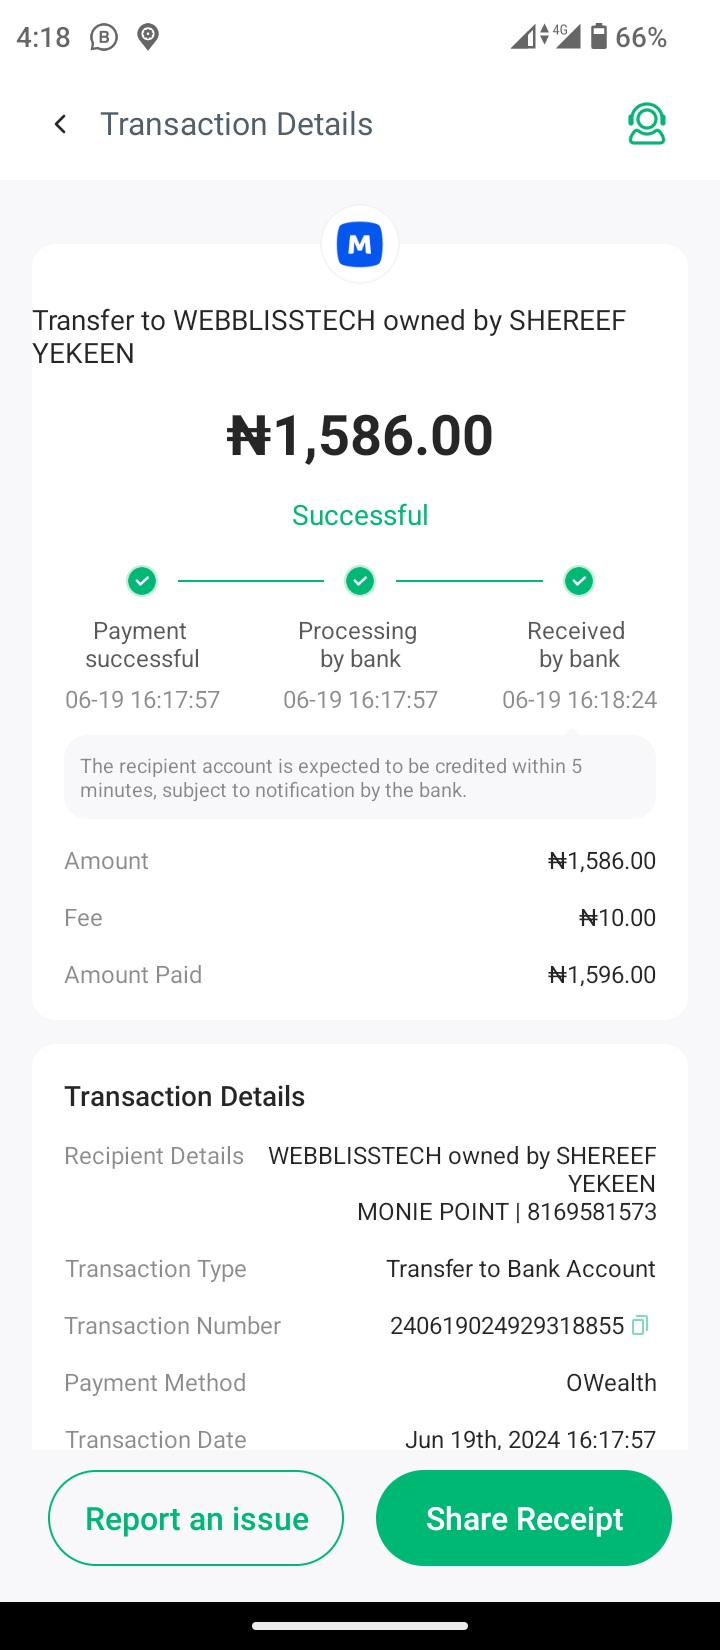 4:18
B
4G
66%
Transaction Details
M
Transfer to WEBBLISSTECH owned by SHEREEF
YEKEEN
₦1,586.00
Successful
Payment successful
Processing by bank
Received by bank
06-19 16:17:57
06-19 16:17:57
06-19 16:18:24
The recipient account is expected to be credited within 5
minutes, subject to notification by the bank.
Amount ₦1,586.00
Fee ₦10.00
Amount Paid ₦1,596.00
Transaction Details
Recipient Details WEBBLISSTECH owned by SHEREEF
YEKEEN
MONIE POINT | 8169581573
Transaction Type Transfer to Bank Account
Transaction Number 240619024929318855
Payment Method OWealth
Transaction Date Jun 19th, 2024 16:17:57
Report an issue
Share Receipt